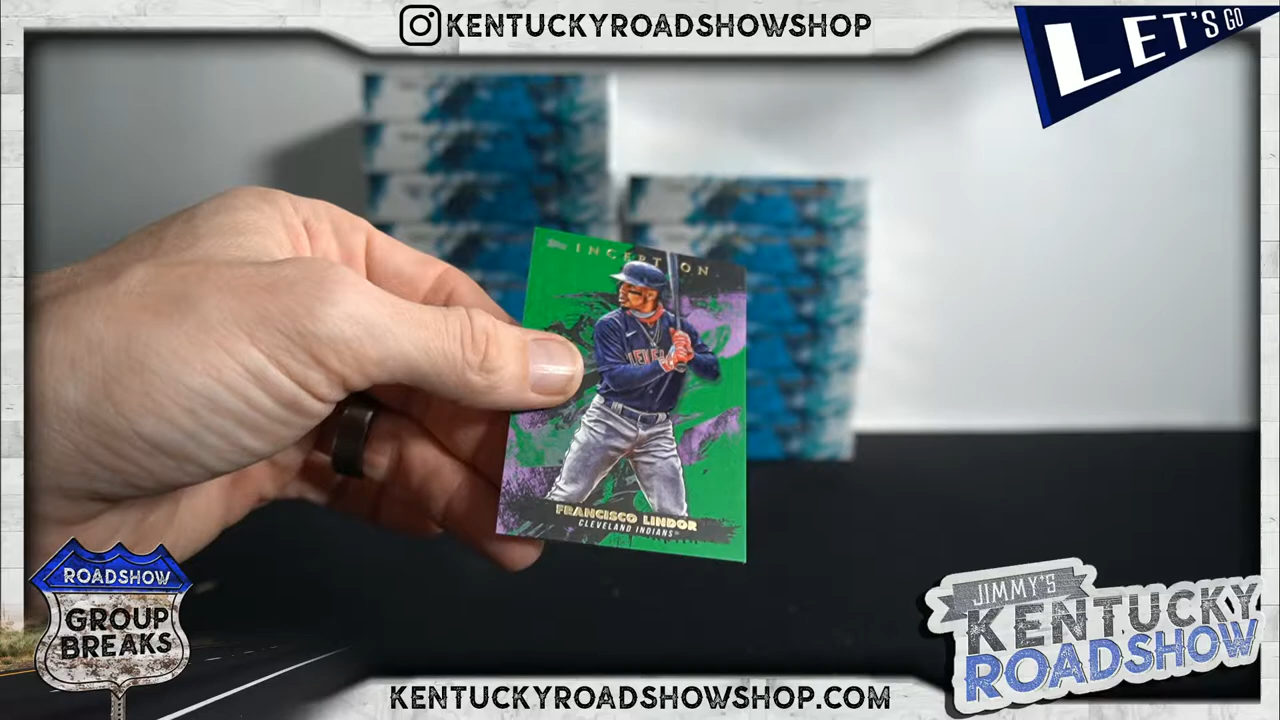 KENTUCKYROADSHOWSHOP
LET'S GO
INCEPTION
FRANCISCO LINDOR
CLEVELAND INDIANS
ROADSHOW
GROUP
BREAKS
JIMMY'S
KENTUCKY
ROADSHOW
KENTUCKYROADSHOWSHOP.COM